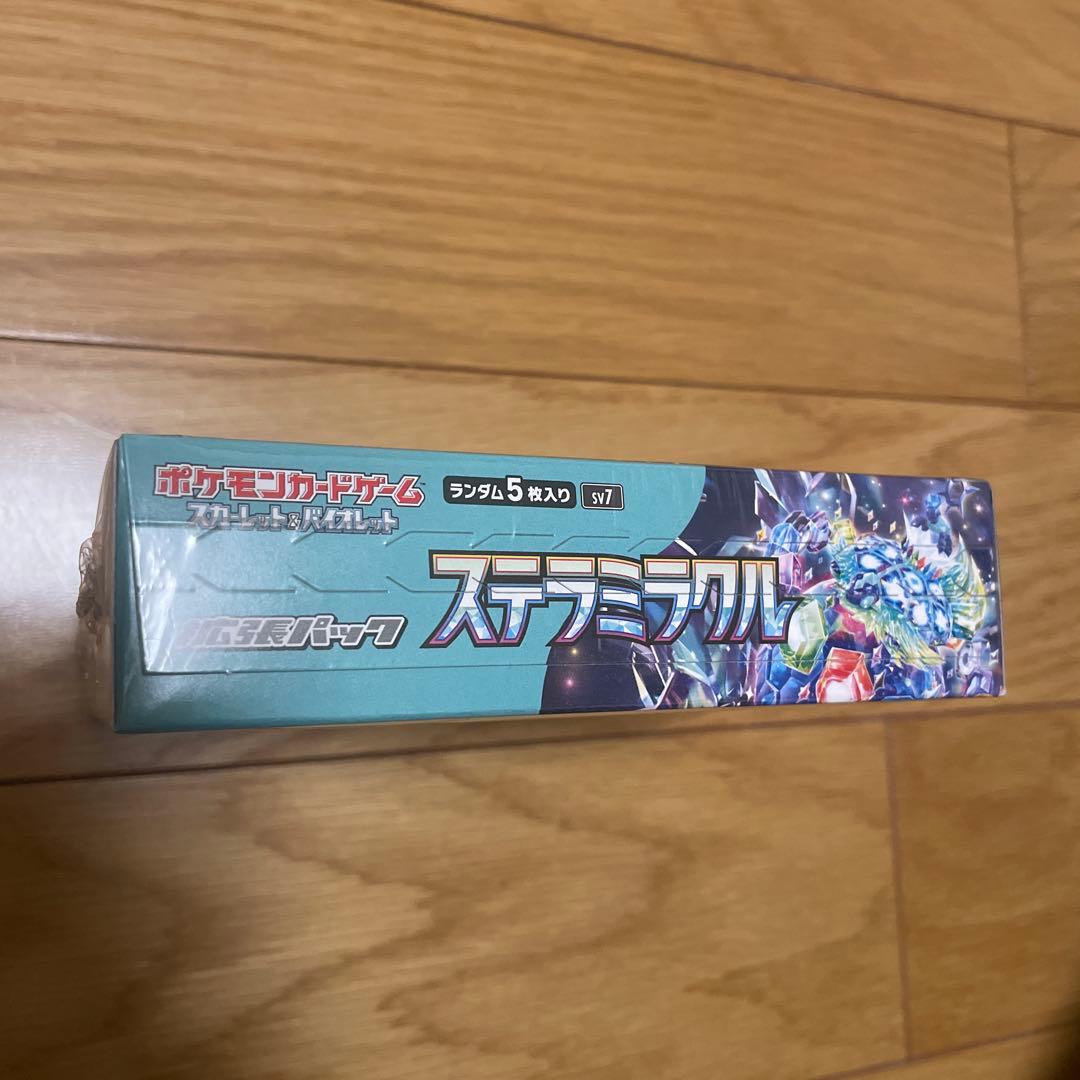 ポケモンカードゲーム
スカーレット&バイオレット
ランダム5枚入り
SV7
拡張パック
ステラミラクル